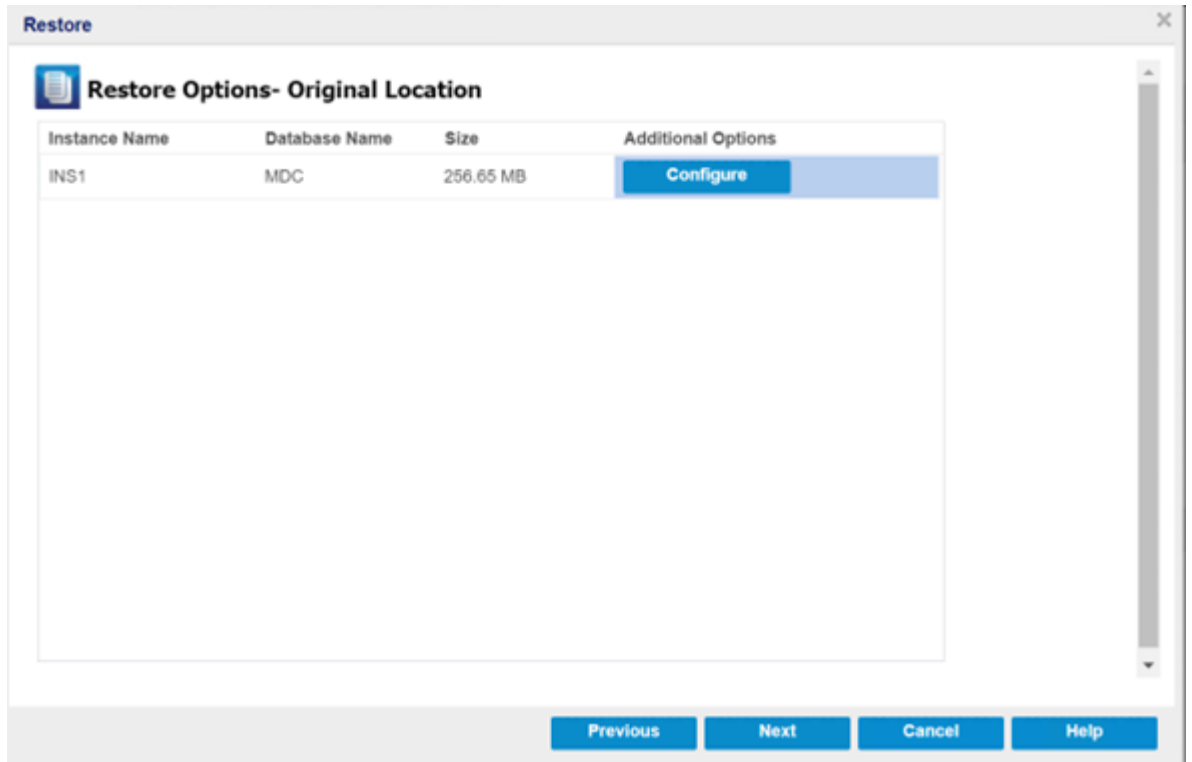 Restore
Restore Options- Original Location
Instance Name Database Name Size Additional Options
INS1 MDC 256.65 MB Configure
Previous Next Cancel Help